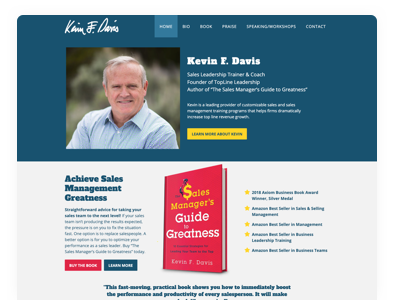 Kevin F. Davis
HOME BIO BOOK PRAISE SPEAKING/WORKSHOPS CONTACT
Kevin F. Davis
Sales Leadership Trainer & Coach
Founder of TopLine Leadership
Author of "The Sales Manager's Guide to Greatness"
Kevin is a leading provider of customizable sales and sales
management training programs that helps firms dramatically
increase top line revenue growth.
LEARN MORE ABOUT KEVIN
Achieve Sales
Management
Greatness
Straightforward advice for taking your
sales team to the next level! If your sales
team isn't producing the results expected,
the pressure is on you to fix the situation
fast. One option is to replace salespeople. A
better option is for you to optimize your
performance as a sales leader. Buy "The
Sales Manager's Guide to Greatness" today.
BUY THE BOOK LEARN MORE
The
$ales
Manager's
Guide
to
Greatness
Kevin F. Davis
2018 Axiom Business Book Award
Winner, Silver Medal
Amazon Best Seller in Sales & Selling
Management
Amazon Best Seller in Management
Amazon Best Seller in Business
Leadership Training
Amazon Best Seller in Business Teams
"This fast-moving, practical book shows you how to immediately boost
the performance and productivity of every salesperson. It will make